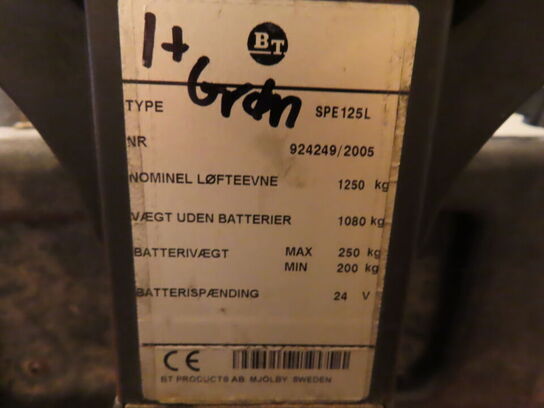 1+
BT
Grøn
TYPE SPE125L
NR 924249/2005
NOMINEL LØFTEEVNE 1250 kg
VÆGT UDEN BATTERIER 1080 kg
BATTERIVÆGT MAX 250 kg
MIN 200 kg
BATTERISPÆNDING 24 V
CE
BT PRODUCTS AB MJÖLBY SWEDEN